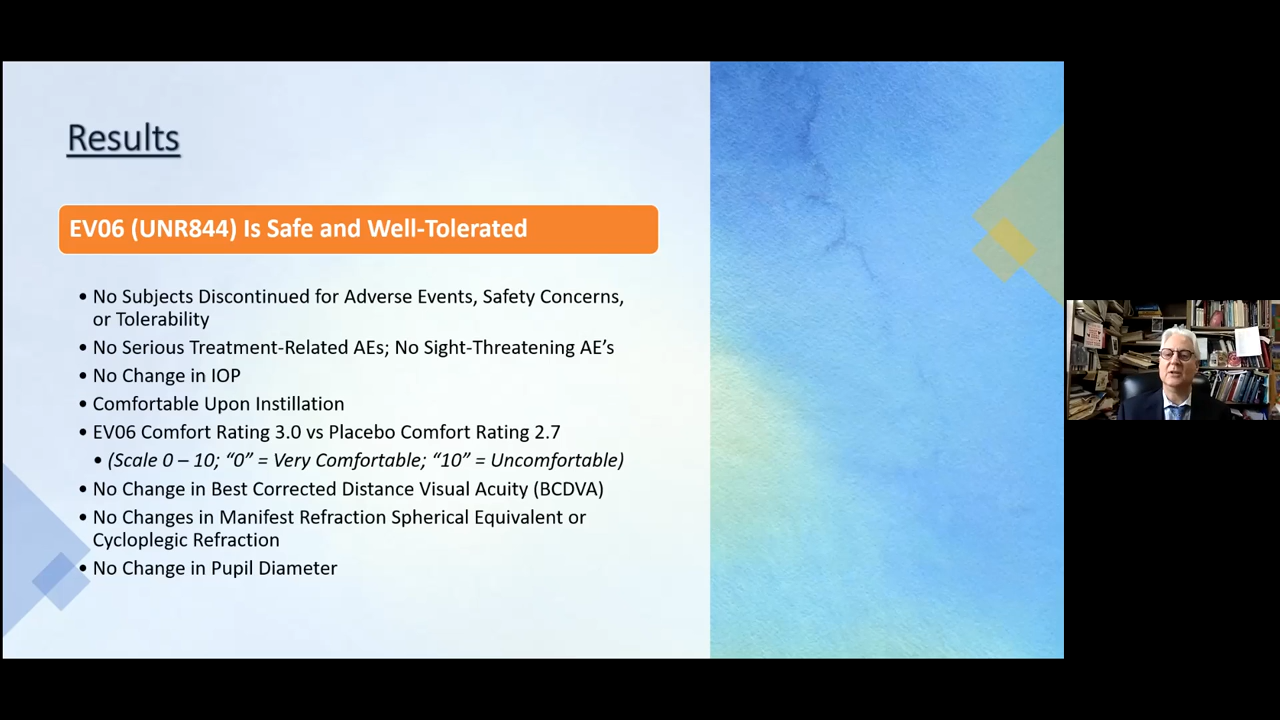 Results
EV06 (UNR844) Is Safe and Well-Tolerated
• No Subjects Discontinued for Adverse Events, Safety Concerns,
or Tolerability
• No Serious Treatment-Related AEs; No Sight-Threatening AE’s
• No Change in IOP
• Comfortable Upon Instillation
• EV06 Comfort Rating 3.0 vs Placebo Comfort Rating 2.7
• (Scale 0 – 10; “0” = Very Comfortable; “10” = Uncomfortable)
• No Change in Best Corrected Distance Visual Acuity (BCDVA)
• No Changes in Manifest Refraction Spherical Equivalent or
Cycloplegic Refraction
• No Change in Pupil Diameter